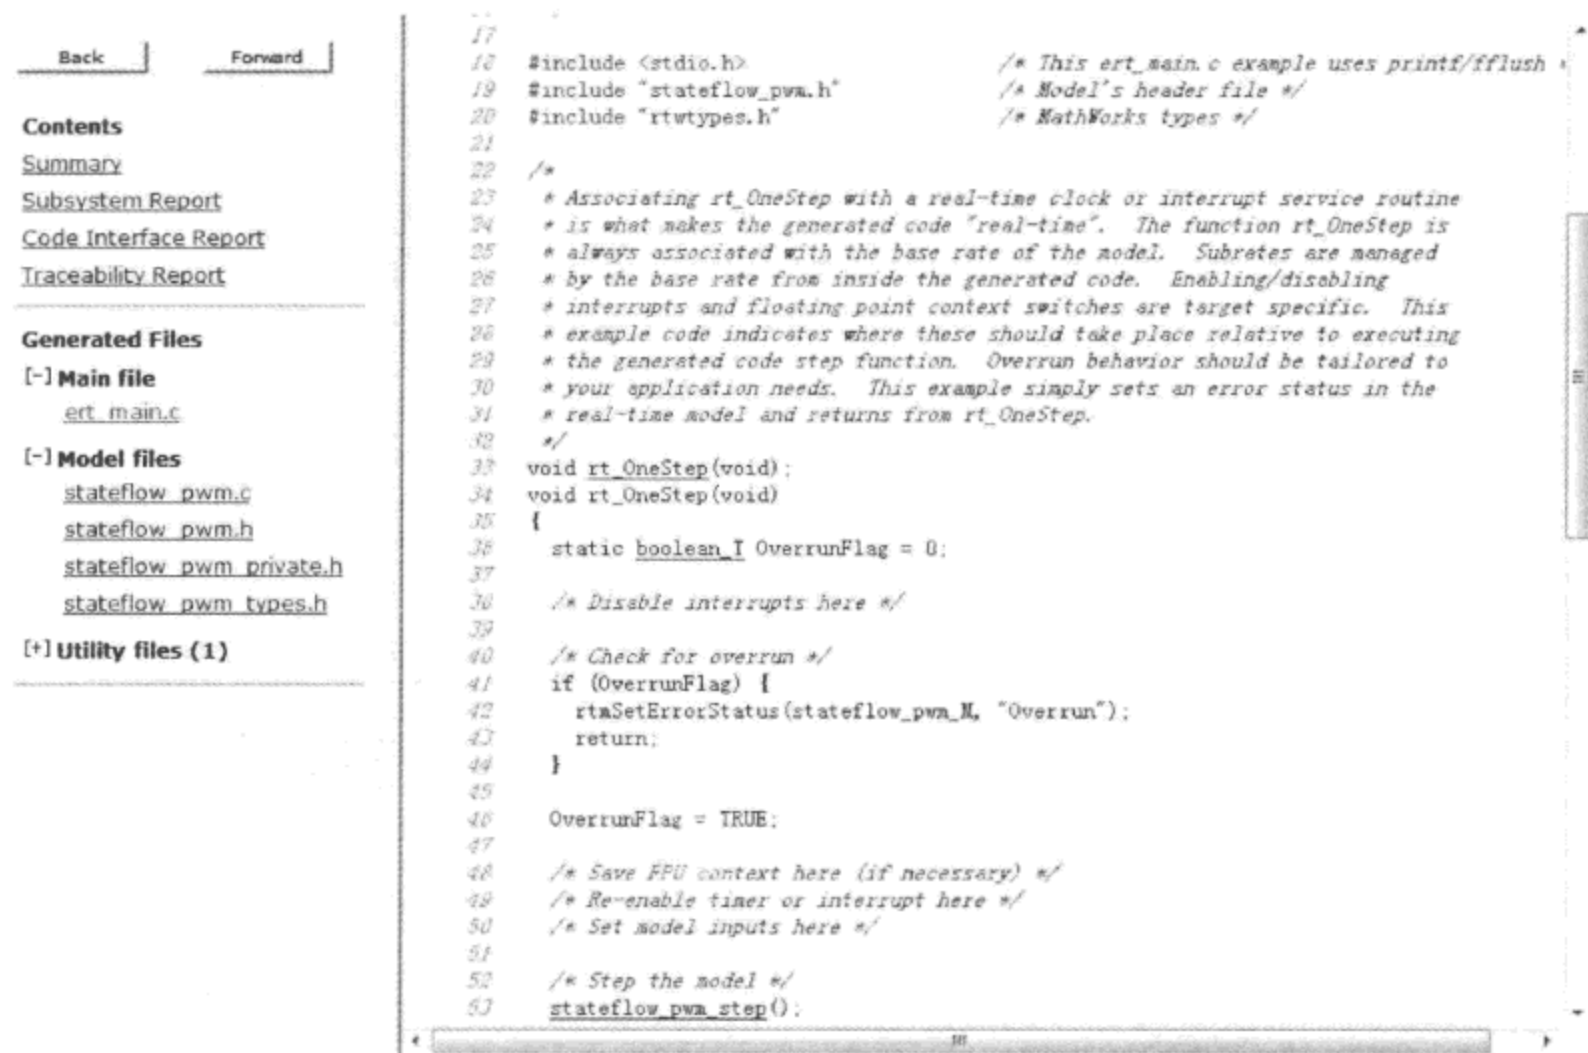 Back Forward
Contents
Summary
Subsystem Report
Code Interface Report
Traceability Report
Generated Files
[-] Main file
ert_main.c
[-] Model files
stateflow_pwm.c
stateflow_pwm.h
stateflow_pwm_private.h
stateflow_pwm_types.h
[+] Utility files (1)
17
18 #include <stdio.h> /* This ert_main.c example uses printf/fflush
19 #include "stateflow_pwm.h" /* Model's header file */
20 #include "rtwtypes.h" /* MathWorks types */
21
22 /*
23 * Associating rt_OneStep with a real-time clock or interrupt service routine
24 * is what makes the generated code "real-time". The function rt_OneStep is
25 * always associated with the base rate of the model. Subrates are managed
26 * by the base rate from inside the generated code. Enabling/disabling
27 * interrupts and floating point context switches are target specific. This
28 * example code indicates where these should take place relative to executing
29 * the generated code step function. Overrun behavior should be tailored to
30 * your application needs. This example simply sets an error status in the
31 * real-time model and returns from rt_OneStep.
32 */
33 void rt_OneStep(void);
34 void rt_OneStep(void)
35 {
36 static boolean_T OverrunFlag = 0;
37
38 /* Disable interrupts here */
39
40 /* Check for overrun */
41 if (OverrunFlag) {
42 rtmSetErrorStatus(stateflow_pwm_M, "Overrun");
43 return;
44 }
45
46 OverrunFlag = TRUE;
47
48 /* Save FPU context here (if necessary) */
49 /* Re-enable timer or interrupt here */
50 /* Set model inputs here */
51
52 /* Step the model */
53 stateflow_pwm_step();